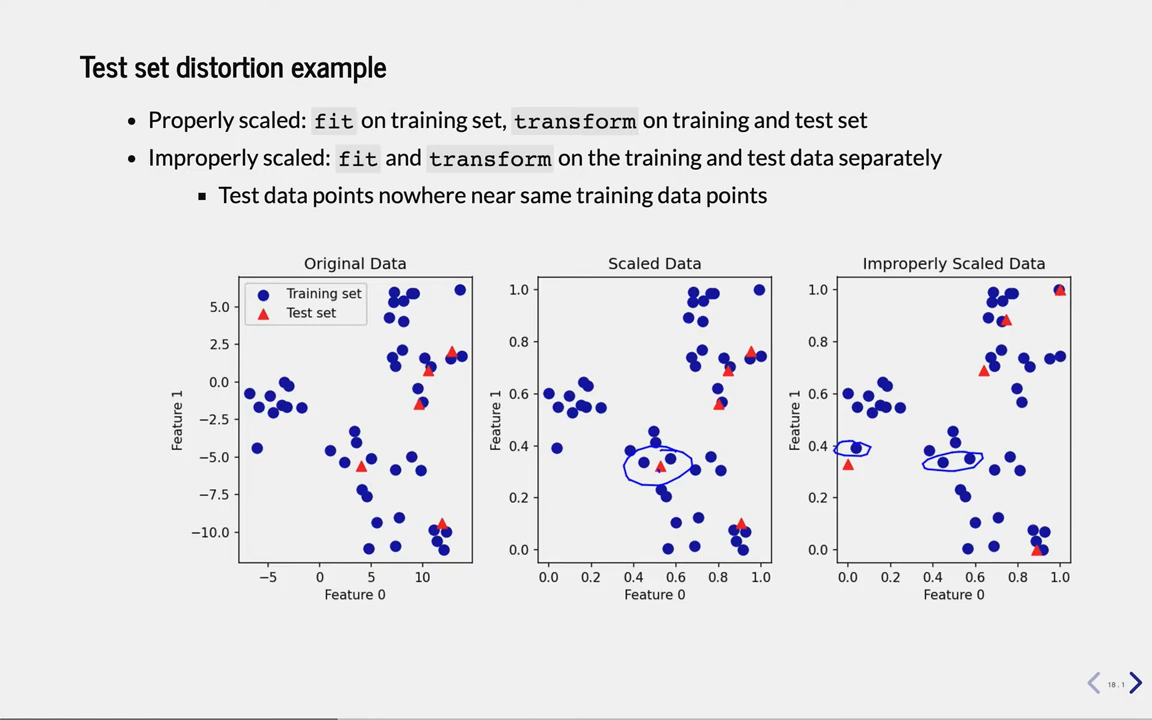 Test set distortion example
• Properly scaled: fit on training set, transform on training and test set
• Improperly scaled: fit and transform on the training and test data separately
▪ Test data points nowhere near same training data points
Original Data
Training set
Test set
5.0
2.5
0.0
−2.5
−5.0
−7.5
−10.0
Feature 1
−5 0 5 10
Feature 0
Scaled Data
1.0
0.8
0.6
0.4
0.2
0.0
Feature 1
0.0 0.2 0.4 0.6 0.8 1.0
Feature 0
Improperly Scaled Data
1.0
0.8
0.6
0.4
0.2
0.0
Feature 1
0.0 0.2 0.4 0.6 0.8 1.0
Feature 0
18 . 1